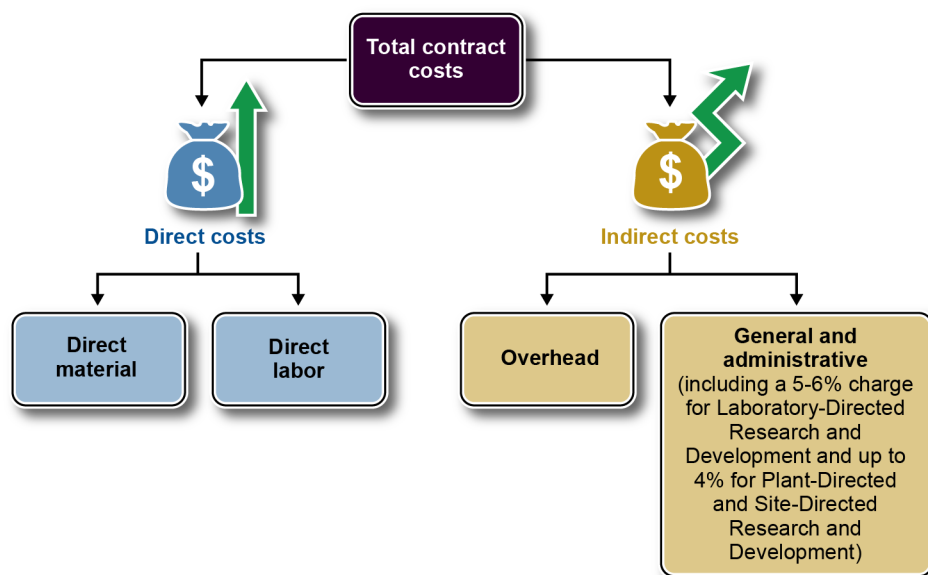 Total contract
costs
$
$
Direct costs
Indirect costs
Direct
material
Direct
labor
Overhead
General and
administrative
(including a 5-6% charge
for Laboratory-Directed
Research and
Development and up to
4% for Plant-Directed
and Site-Directed
Research and
Development)